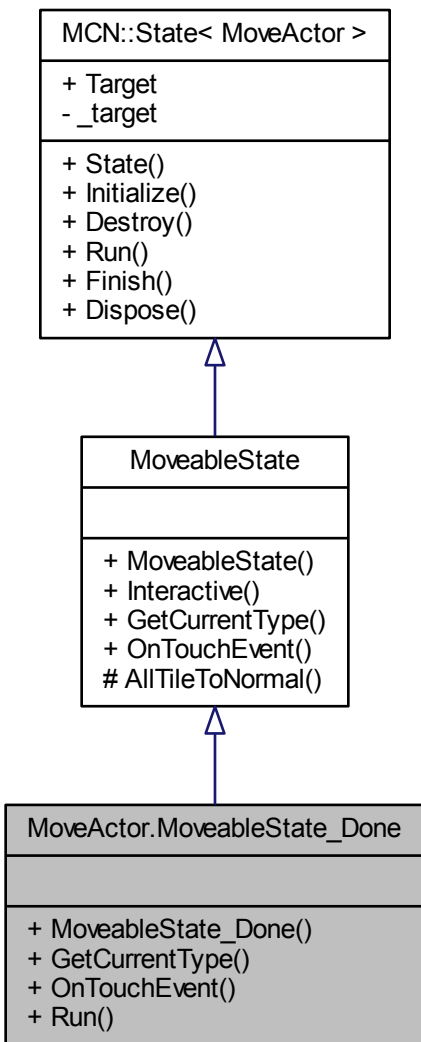 MCN::State< MoveActor >
+ Target
- _target
+ State()
+ Initialize()
+ Destroy()
+ Run()
+ Finish()
+ Dispose()
MoveableState
+ MoveableState()
+ Interactive()
+ GetCurrentType()
+ OnTouchEvent()
# AllTileToNormal()
MoveActor.MoveableState_Done
+ MoveableState_Done()
+ GetCurrentType()
+ OnTouchEvent()
+ Run()